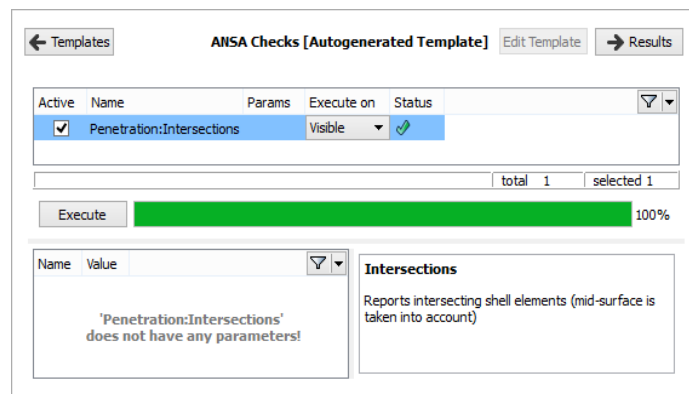 Templates
ANSA Checks [Autogenerated Template]
Edit Template
Results
Active Name Params Execute on Status
Penetration:Intersections Visible
total 1 selected 1
Execute
100%
Name Value
'Penetration:Intersections'
does not have any parameters!
Intersections
Reports intersecting shell elements (mid-surface is
taken into account)